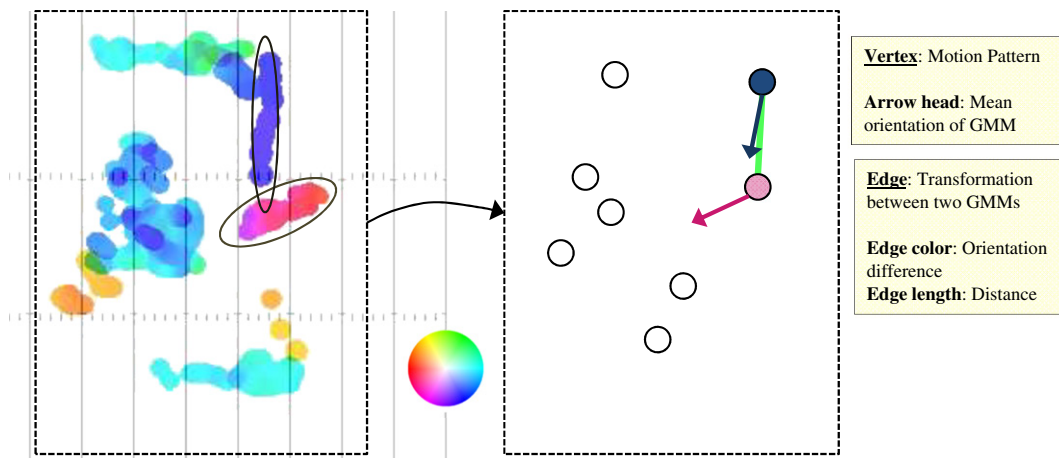 Vertex: Motion Pattern
Arrow head: Mean
orientation of GMM
Edge: Transformation
between two GMMs
Edge color: Orientation
difference
Edge length: Distance